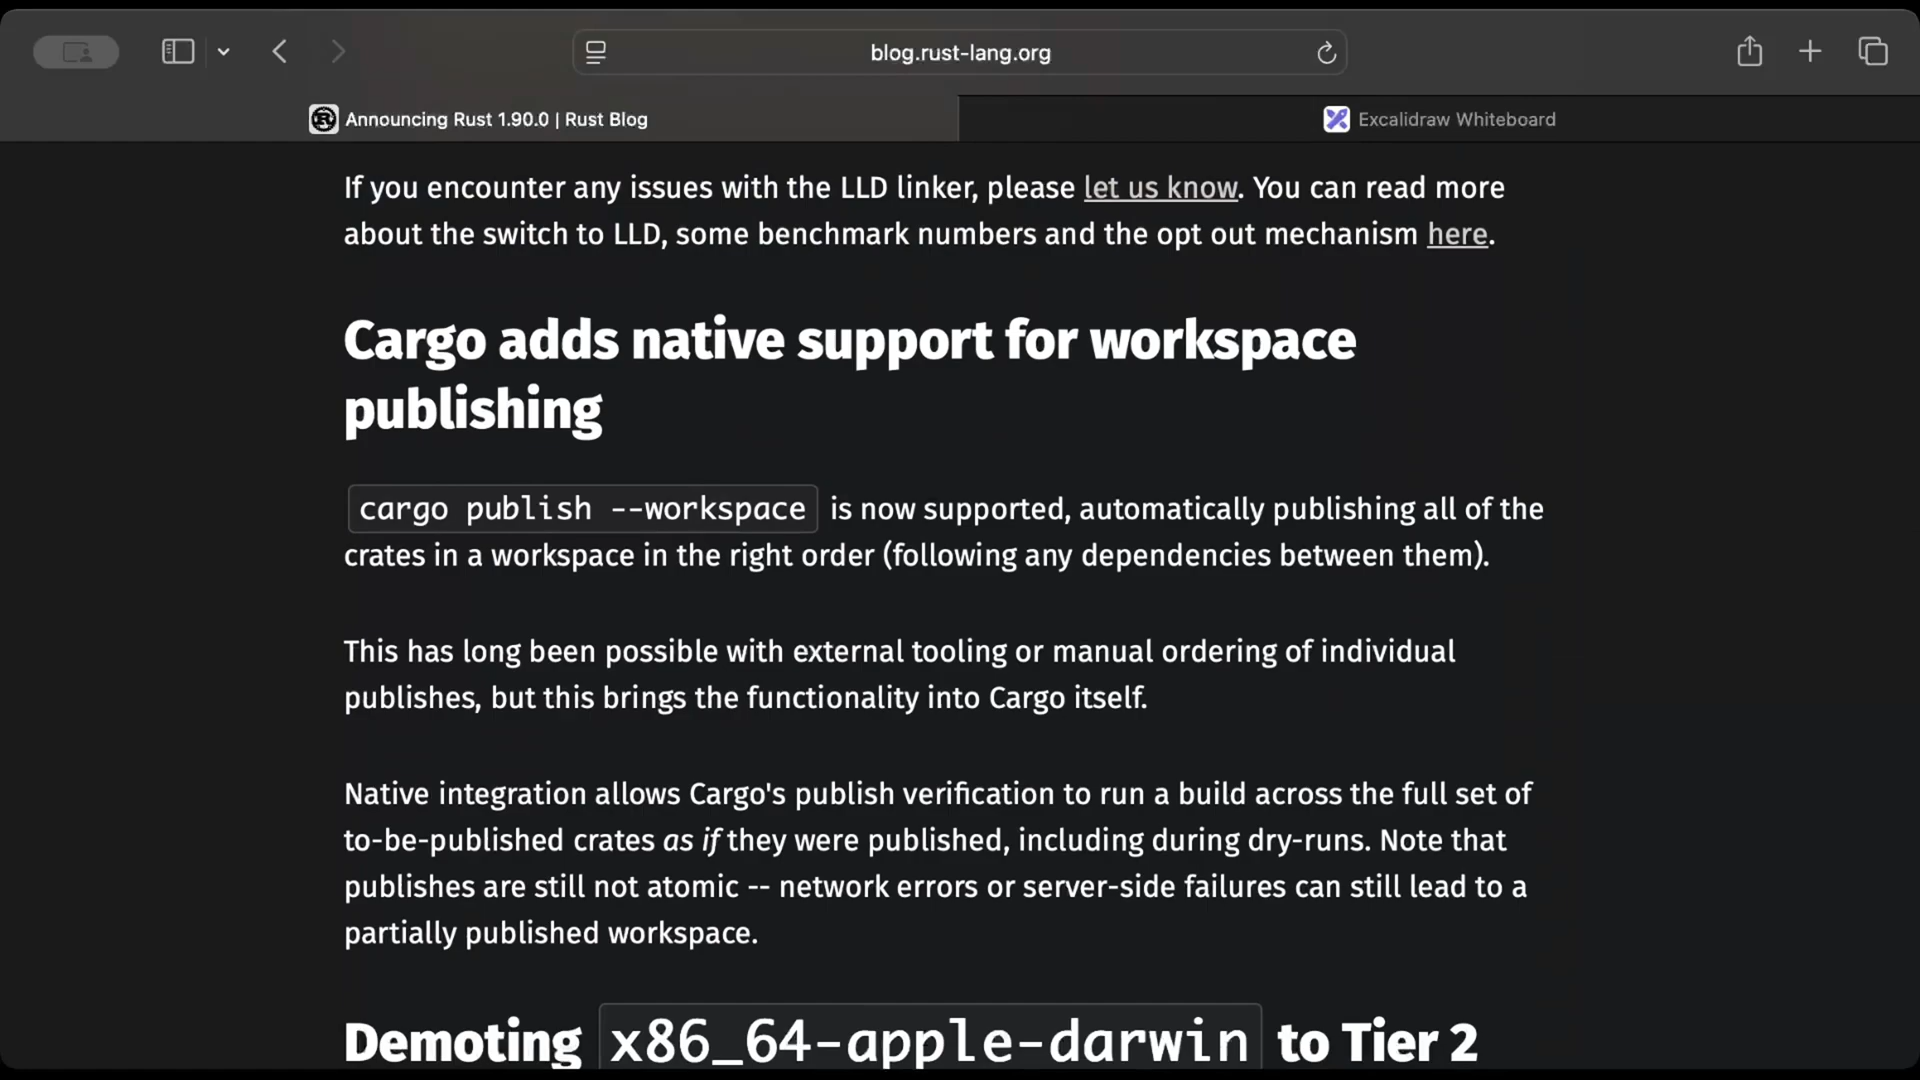 blog.rust-lang.org
Announcing Rust 1.90.0 | Rust Blog
Excalidraw Whiteboard
If you encounter any issues with the LLD linker, please let us know. You can read more
about the switch to LLD, some benchmark numbers and the opt out mechanism here.
Cargo adds native support for workspace
publishing
cargo publish --workspace is now supported, automatically publishing all of the
crates in a workspace in the right order (following any dependencies between them).
This has long been possible with external tooling or manual ordering of individual
publishes, but this brings the functionality into Cargo itself.
Native integration allows Cargo's publish verification to run a build across the full set of
to-be-published crates as if they were published, including during dry-runs. Note that
publishes are still not atomic -- network errors or server-side failures can still lead to a
partially published workspace.
Demoting x86_64-apple-darwin to Tier 2